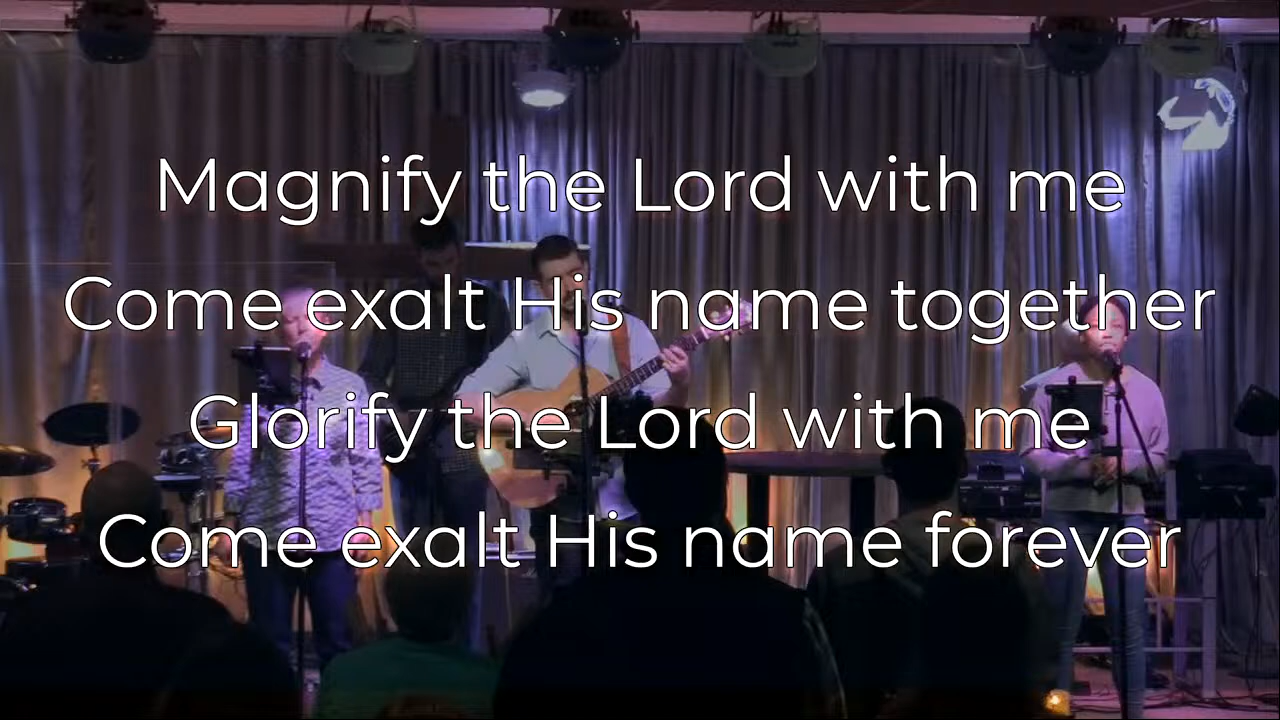 Magnify the Lord with me
Come exalt His name together
Glorify the Lord with me
Come exalt His name forever